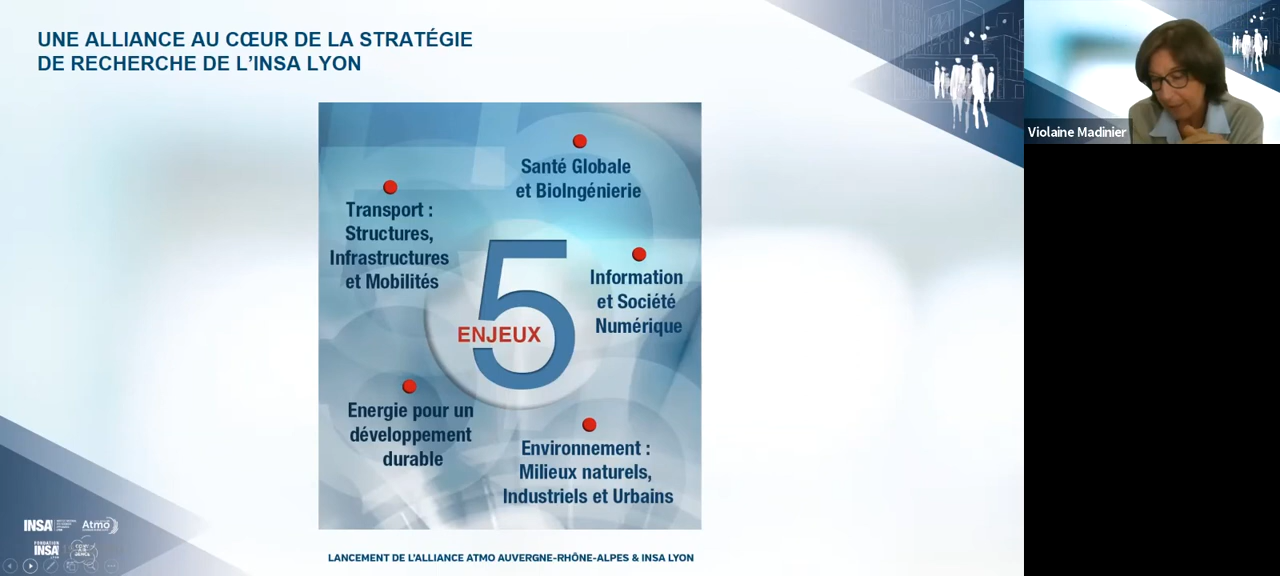 UNE ALLIANCE AU CŒUR DE LA STRATÉGIE
DE RECHERCHE DE L'INSA LYON
Santé Globale
et BioIngénierie
Transport :
Structures,
Infrastructures
et Mobilités
Information
et Société
Numérique
5
ENJEUX
Energie pour un
développement
durable
Environnement :
Milieux naturels,
Industriels et Urbains
INSA
Atmo
FONDATION
INSA
LANCEMENT DE L'ALLIANCE ATMO AUVERGNE-RHÔNE-ALPES & INSA LYON
Violaine Madinier